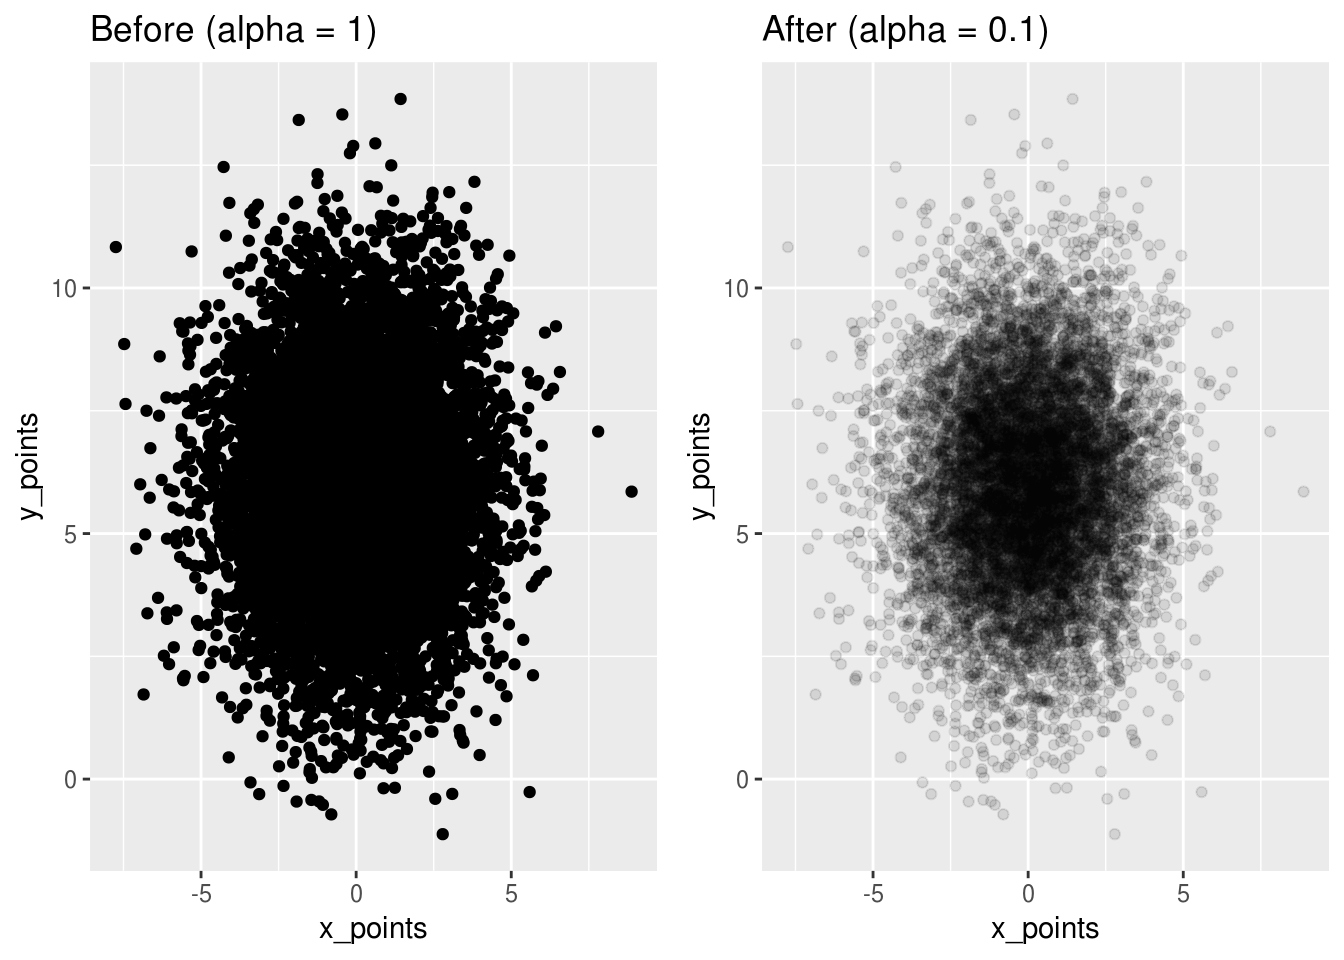 Before (alpha = 1)
y_points
10
5
0
-5 0 5
x_points
After (alpha = 0.1)
y_points
10
5
0
-5 0 5
x_points